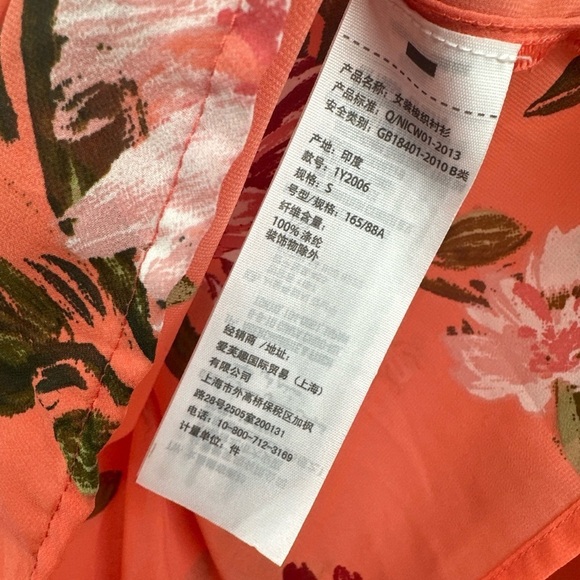 产品名称: 女装梭织衬衫
产品标准: Q/NICW01-2013
安全类别: GB18401-2010 B类
产地: 印度
款号: 1Y2006
规格: S
号型/规格: 165/88A
纤维含量:
100% 涤纶
装饰物除外
经销商 /地址:
爱芙趣国际贸易（上海）
上海市外高桥保税区加枫
路28号2505室200131
电话: 10-800-712-3169
计量单位: 件